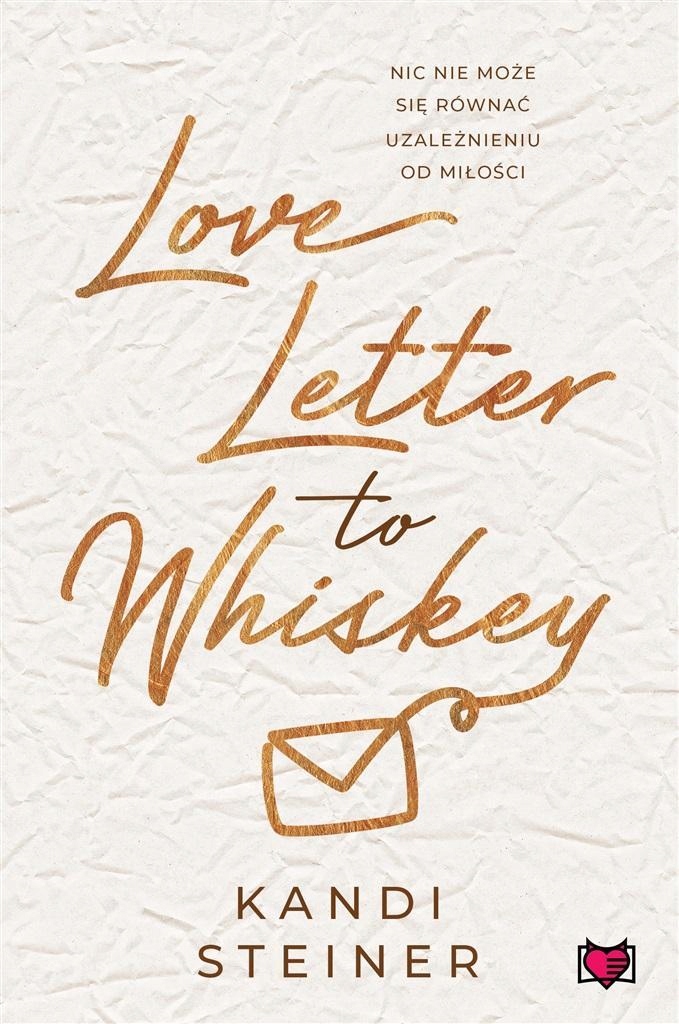 NIC NIE MOŻE
SIĘ RÓWNAĆ
UZALEŻNIENIU
OD MIŁOŚCI
Love
Letter
to
Whiskey
KANDI
STEINER